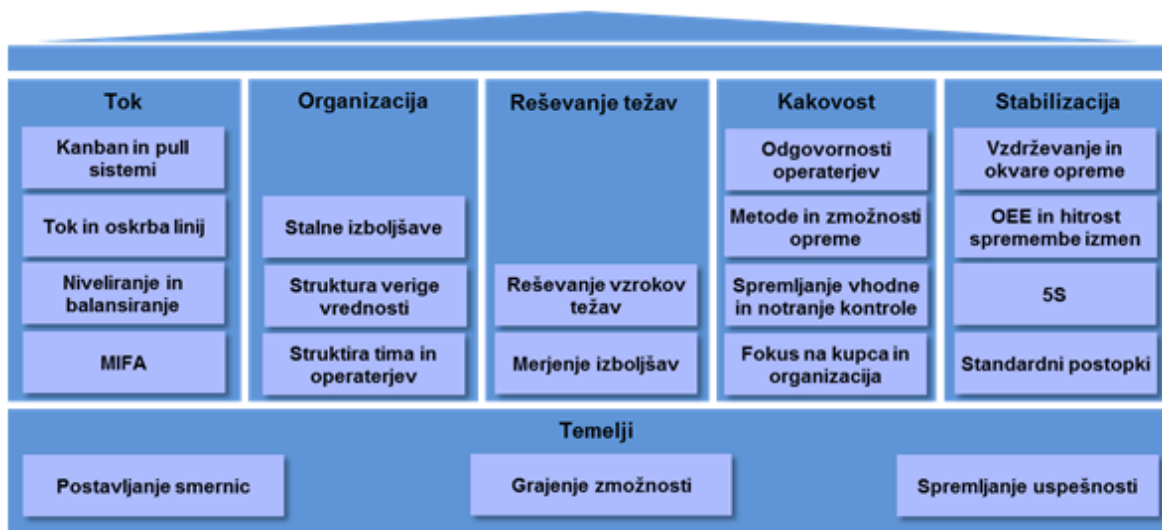 Tok
Kanban in pull
sistemi
Tok in oskrba linij
Niveliranje in
balansiranje
MIFA
Organizacija
Stalne izboljšave
Struktura verige
vrednosti
Struktira tima in
operaterjev
Reševanje težav
Reševanje vzrokov
težav
Merjenje izboljšav
Kakovost
Odgovornosti
operaterjev
Metode in zmožnosti
opreme
Spremljanje vhodne
in notranje kontrole
Fokus na kupca in
organizacija
Stabilizacija
Vzdrževanje in
okvare opreme
OEE in hitrost
spremembe izmen
5S
Standardni postopki
Temelji
Postavljanje smernic
Grajenje zmožnosti
Spremljanje uspešnosti